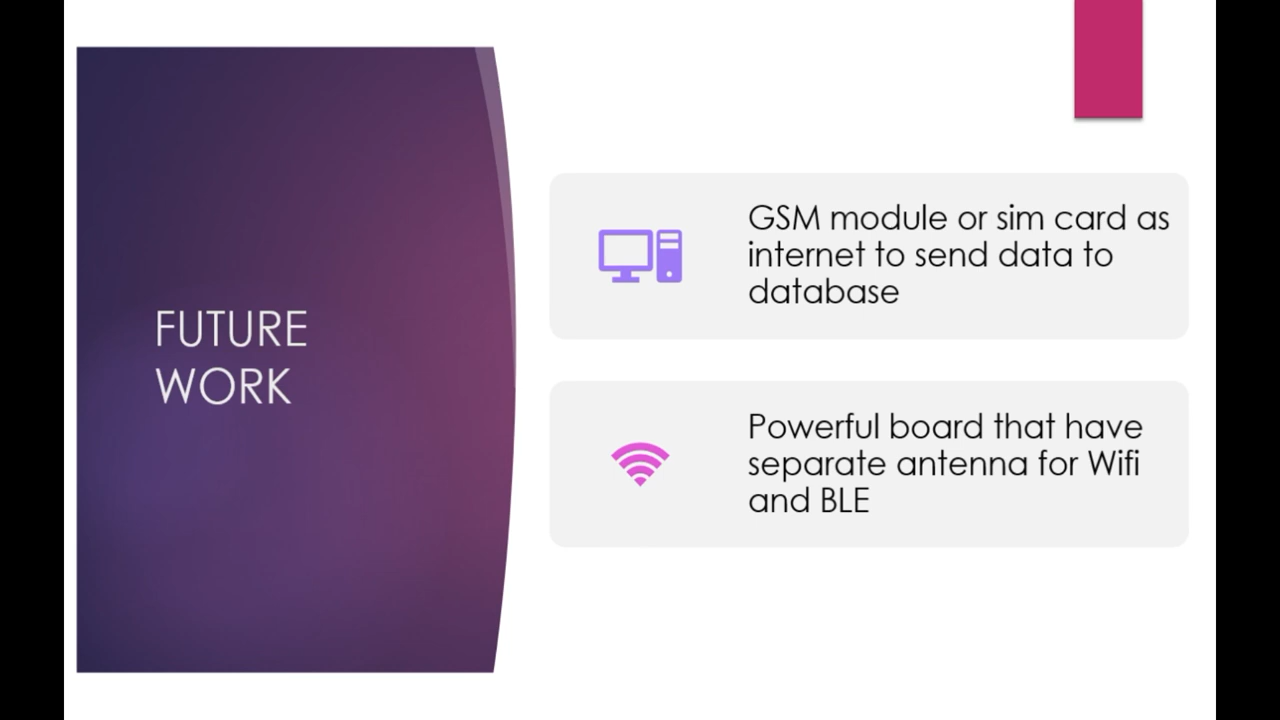 FUTURE
WORK
GSM module or sim card as
internet to send data to
database
Powerful board that have
separate antenna for Wifi
and BLE